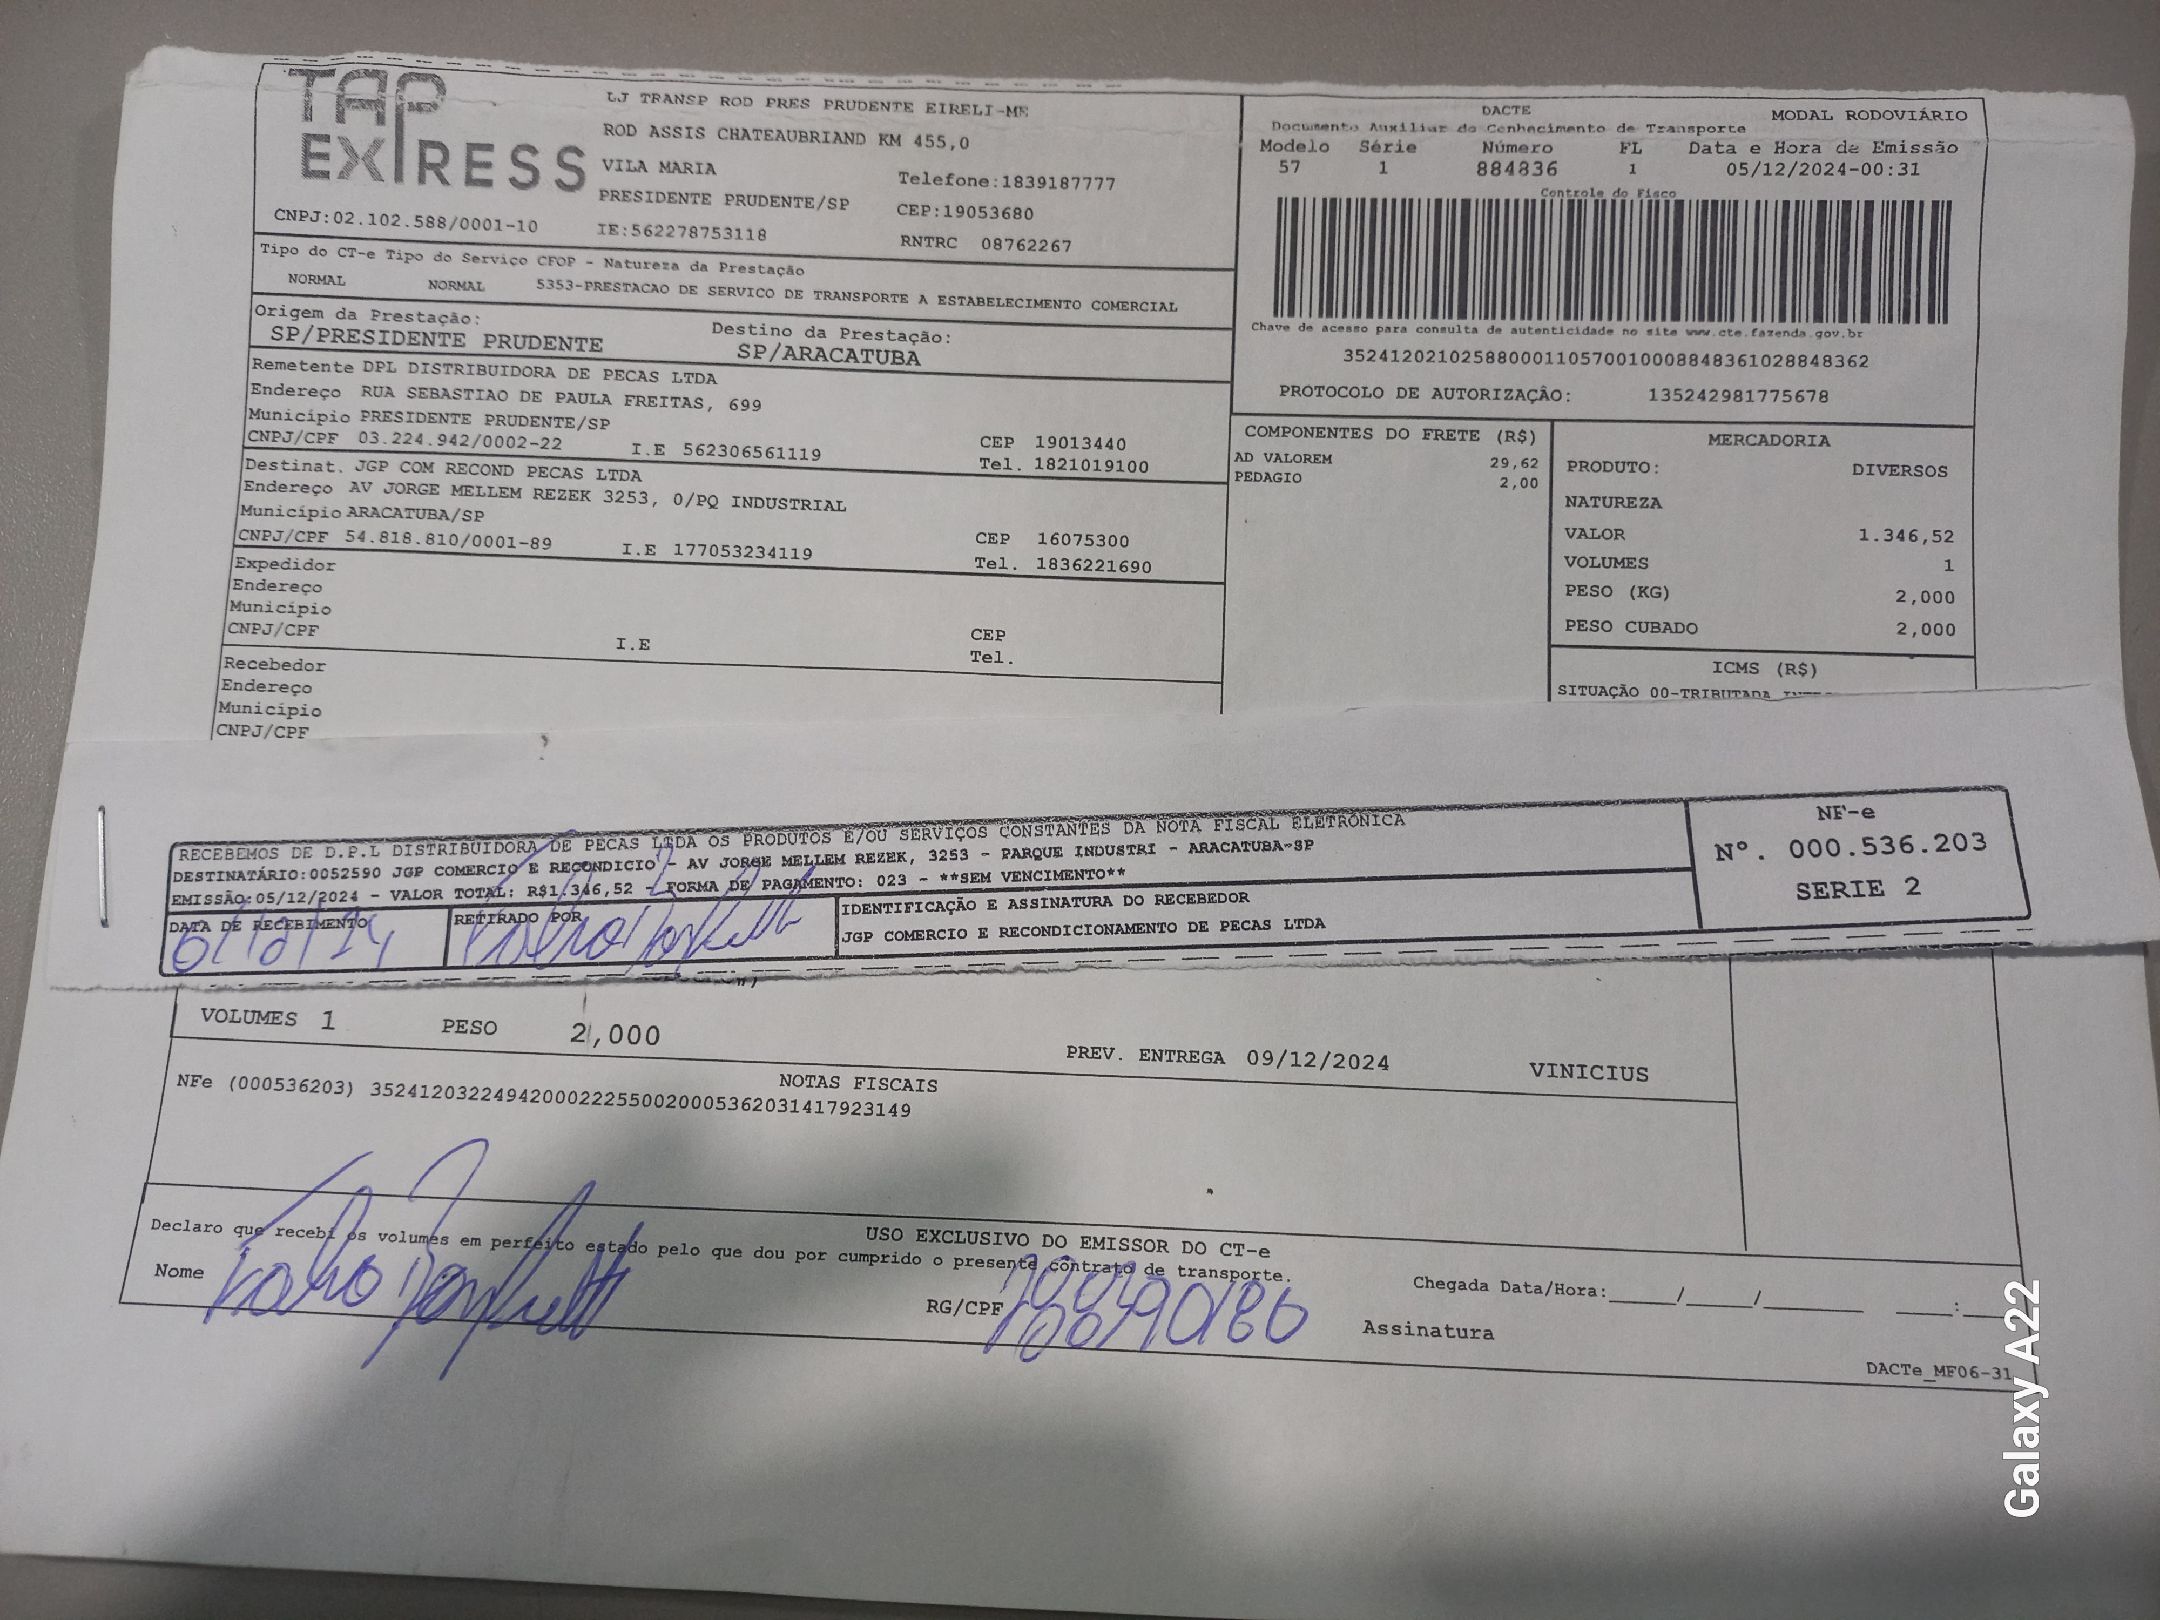 TAP
EXPRESS
LJ TRANSP ROD PRES PRUDENTE EIRELI-ME
ROD ASSIS CHATEAUBRIAND KM 455,0
VILA MARIA Telefone:1839187777
PRESIDENTE PRUDENTE/SP CEP:19053680
CNPJ:02.102.588/0001-10 IE:562278753118 RNTRC 08762267
Tipo do CT-e Tipo do Serviço CFOP - Natureza da Prestação
NORMAL NORMAL 5353-PRESTACAO DE SERVICO DE TRANSPORTE A ESTABELECIMENTO COMERCIAL
Origem da Prestação: Destino da Prestação:
SP/PRESIDENTE PRUDENTE SP/ARACATUBA
Remetente DPL DISTRIBUIDORA DE PECAS LTDA
Endereço RUA SEBASTIAO DE PAULA FREITAS, 699
Município PRESIDENTE PRUDENTE/SP CEP 19013440
CNPJ/CPF 03.224.942/0002-22 I.E 562306561119 Tel. 1821019100
Destinat. JGP COM RECOND PECAS LTDA
Endereço AV JORGE MELLEM REZEK 3253, 0/PQ INDUSTRIAL
Município ARACATUBA/SP CEP 16075300
CNPJ/CPF 54.818.810/0001-89 I.E 177053234119 Tel. 1836221690
Expedidor
Endereço
Município CEP
CNPJ/CPF I.E Tel.
Recebedor
Endereço
Município
CNPJ/CPF
DACTE MODAL RODOVIÁRIO
Documento Auxiliar do Conhecimento de Transporte
Modelo Série Número FL Data e Hora de Emissão
57 1 884836 1 05/12/2024-00:31
Controle do Fisco
Chave de acesso para consulta de autenticidade no site www.cte.fazenda.gov.br
35241202102588000110570010008848361028848362
PROTOCOLO DE AUTORIZAÇÃO: 135242981775678
COMPONENTES DO FRETE (R$)
AD VALOREM 29,62
PEDAGIO 2,00
MERCADORIA
PRODUTO: DIVERSOS
NATUREZA
VALOR 1.346,52
VOLUMES 1
PESO (KG) 2,000
PESO CUBADO 2,000
ICMS (R$)
SITUAÇÃO 00-TRIBUTADA
RECEBEMOS DE D.P.L DISTRIBUIDORA DE PECAS LTDA OS PRODUTOS E/OU SERVIÇOS CONSTANTES DA NOTA FISCAL ELETRÔNICA
DESTINATÁRIO:0052590 JGP COMERCIO E RECONDICIO - AV JORGE MELLEM REZEK, 3253 - PARQUE INDUSTRI - ARACATUBA-SP
EMISSÃO:05/12/2024 - VALOR TOTAL: R$1.346,52 - FORMA DE PAGAMENTO: 023 - **SEM VENCIMENTO**
DATA DE RECEBIMENTO RETIRADO POR IDENTIFICAÇÃO E ASSINATURA DO RECEBEDOR
6/12/24
JGP COMERCIO E RECONDICIONAMENTO DE PECAS LTDA
NF-e
Nº. 000.536.203
SERIE 2
VOLUMES 1 PESO 2,000 PREV. ENTREGA 09/12/2024 VINICIUS
NOTAS FISCAIS
NFe (000536203) 35241203224942000222550020005362031417923149
USO EXCLUSIVO DO EMISSOR DO CT-e
Declaro que recebi os volumes em perfeito estado pelo que dou por cumprido o presente contrato de transporte.
Nome RG/CPF Assinatura
Chegada Data/Hora:_____/_____/_______ ____:____
DACTe_MF06-31
Galaxy A22